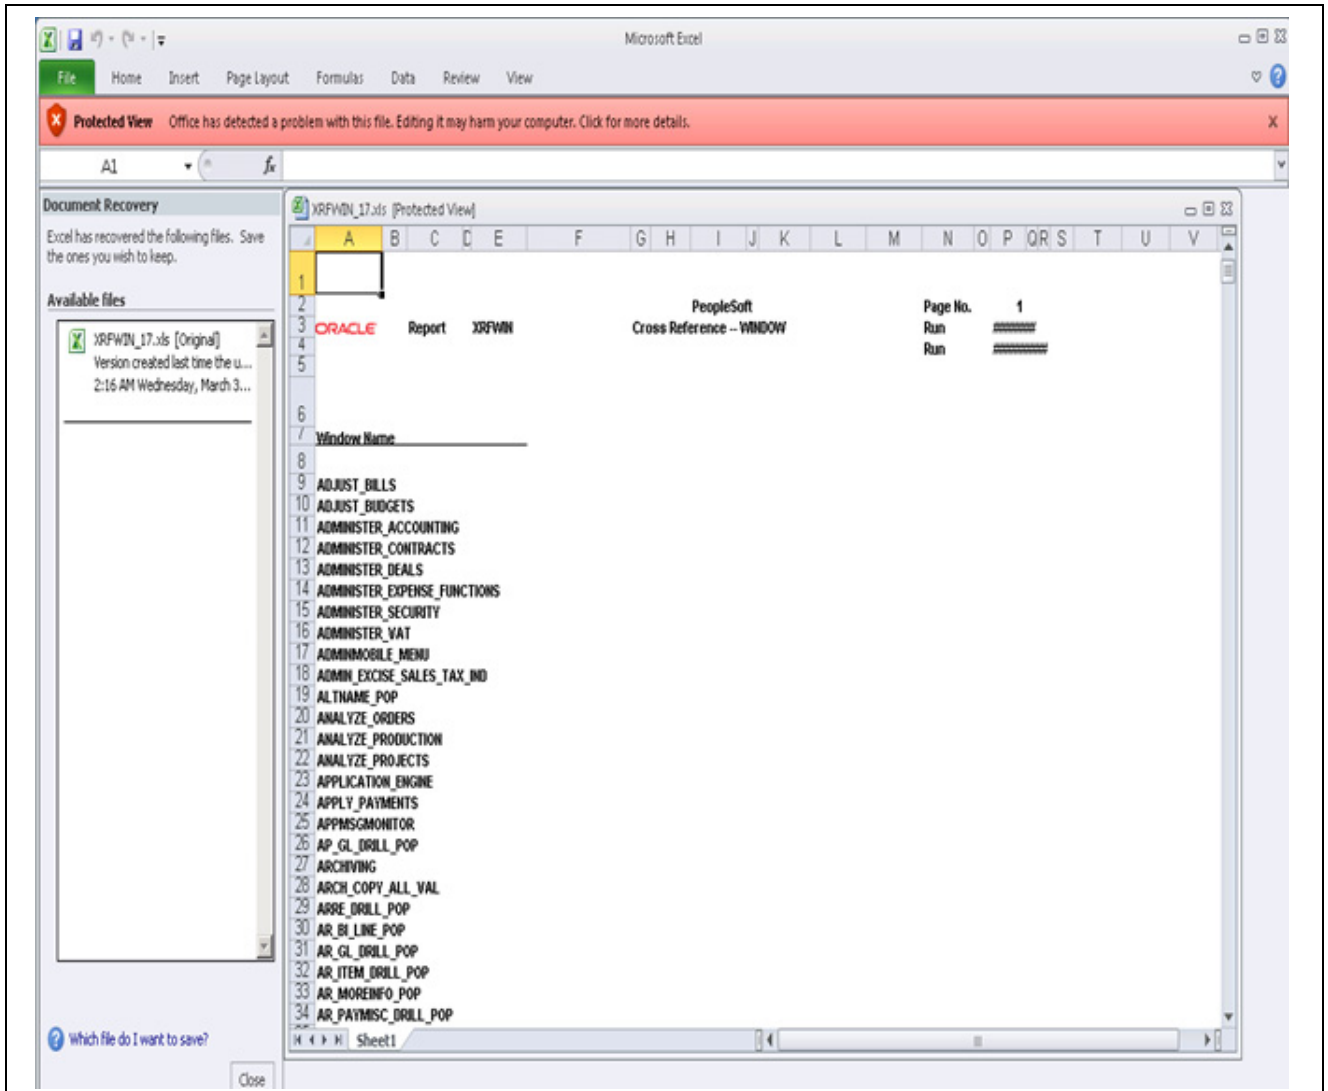 Microsoft Excel
File Home Insert Page Layout Formulas Data Review View
Protected View Office has detected a problem with this file. Editing it may harm your computer. Click for more details.
A1 fx
Document Recovery
Excel has recovered the following files. Save
the ones you wish to keep.
Available files
XRFWIN_17.xls [Original]
Version created last time the u....
2:16 AM Wednesday, March 3...
Which file do I want to save?
Close
XRFWIN_17.xls [Protected View]
A B C D E F G H I J K L M N O P Q R S T U V
1
2 PeopleSoft Page No. 1
3 ORACLE Report XRFWIN Cross Reference -- WINDOW Run ########
4 Run ##########
5
6
7 Window Name
8
9 ADJUST_BILLS
10 ADJUST_BUDGETS
11 ADMINISTER_ACCOUNTING
12 ADMINISTER_CONTRACTS
13 ADMINISTER_DEALS
14 ADMINISTER_EXPENSE_FUNCTIONS
15 ADMINISTER_SECURITY
16 ADMINISTER_VAT
17 ADMINMOBILE_MENU
18 ADMIN_EXCISE_SALES_TAX_IND
19 ALTNAME_POP
20 ANALYZE_ORDERS
21 ANALYZE_PRODUCTION
22 ANALYZE_PROJECTS
23 APPLICATION_ENGINE
24 APPLY_PAYMENTS
25 APPMSGMONITOR
26 AP_GL_DRILL_POP
27 ARCHIVING
28 ARCH_COPY_ALL_VAL
29 ARRE_DRILL_POP
30 AR_BI_LINE_POP
31 AR_GL_DRILL_POP
32 AR_ITEM_DRILL_POP
33 AR_MOREINFO_POP
34 AR_PAYMISC_DRILL_POP
Sheet1